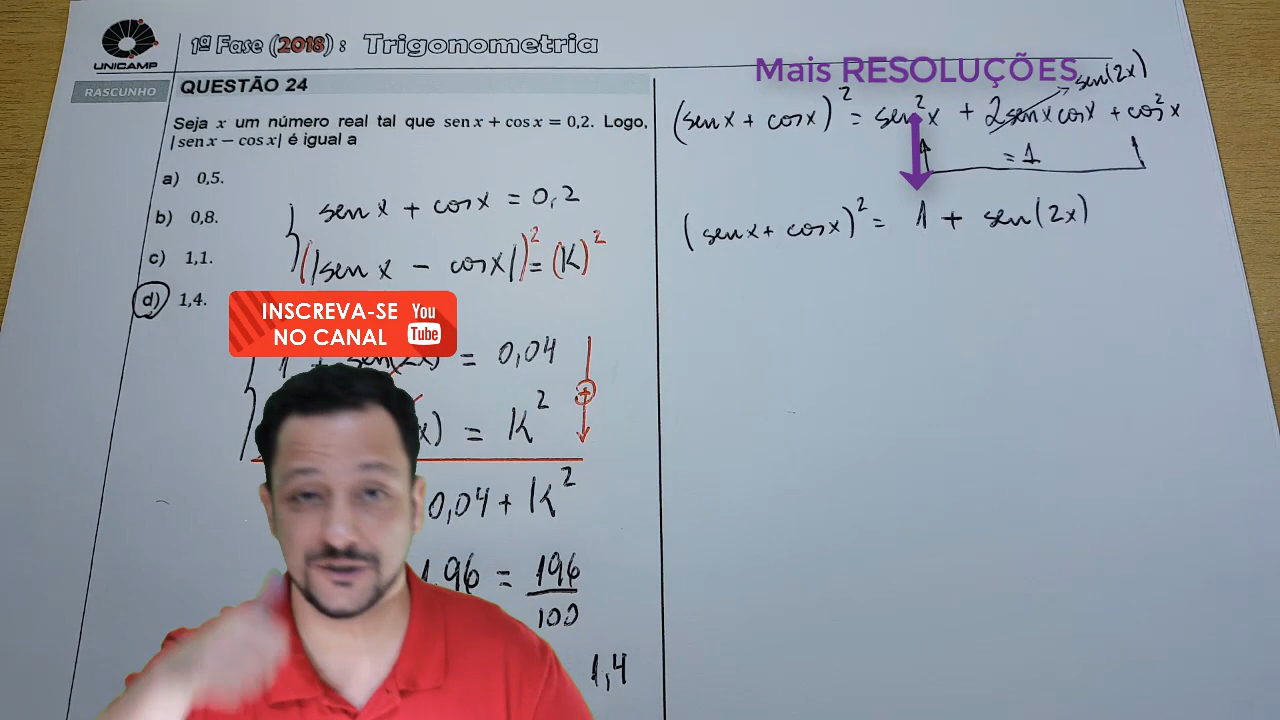 UNICAMP
1ª Fase (2018): Trigonometria
RASCUNHO
QUESTÃO 24
Seja x um número real tal que sen x + cos x = 0,2. Logo,
|sen x − cos x| é igual a
a) 0,5.
b) 0,8.
c) 1,1.
d) 1,4.
sen x + cos x = 0,2
(|sen x − cos x|)² = (K)²
INSCREVA-SE
NO CANAL
You
Tube
1 + sen(2x) = 0,04
x) = K²
+
0,04 + K²
1,96 = 196/100
1,4
Mais RESOLUÇÕES
sen(2x)
(sen x + cos x)² = sen²x + 2sen x cos x + cos²x
= 1
(sen x + cos x)² = 1 + sen(2x)